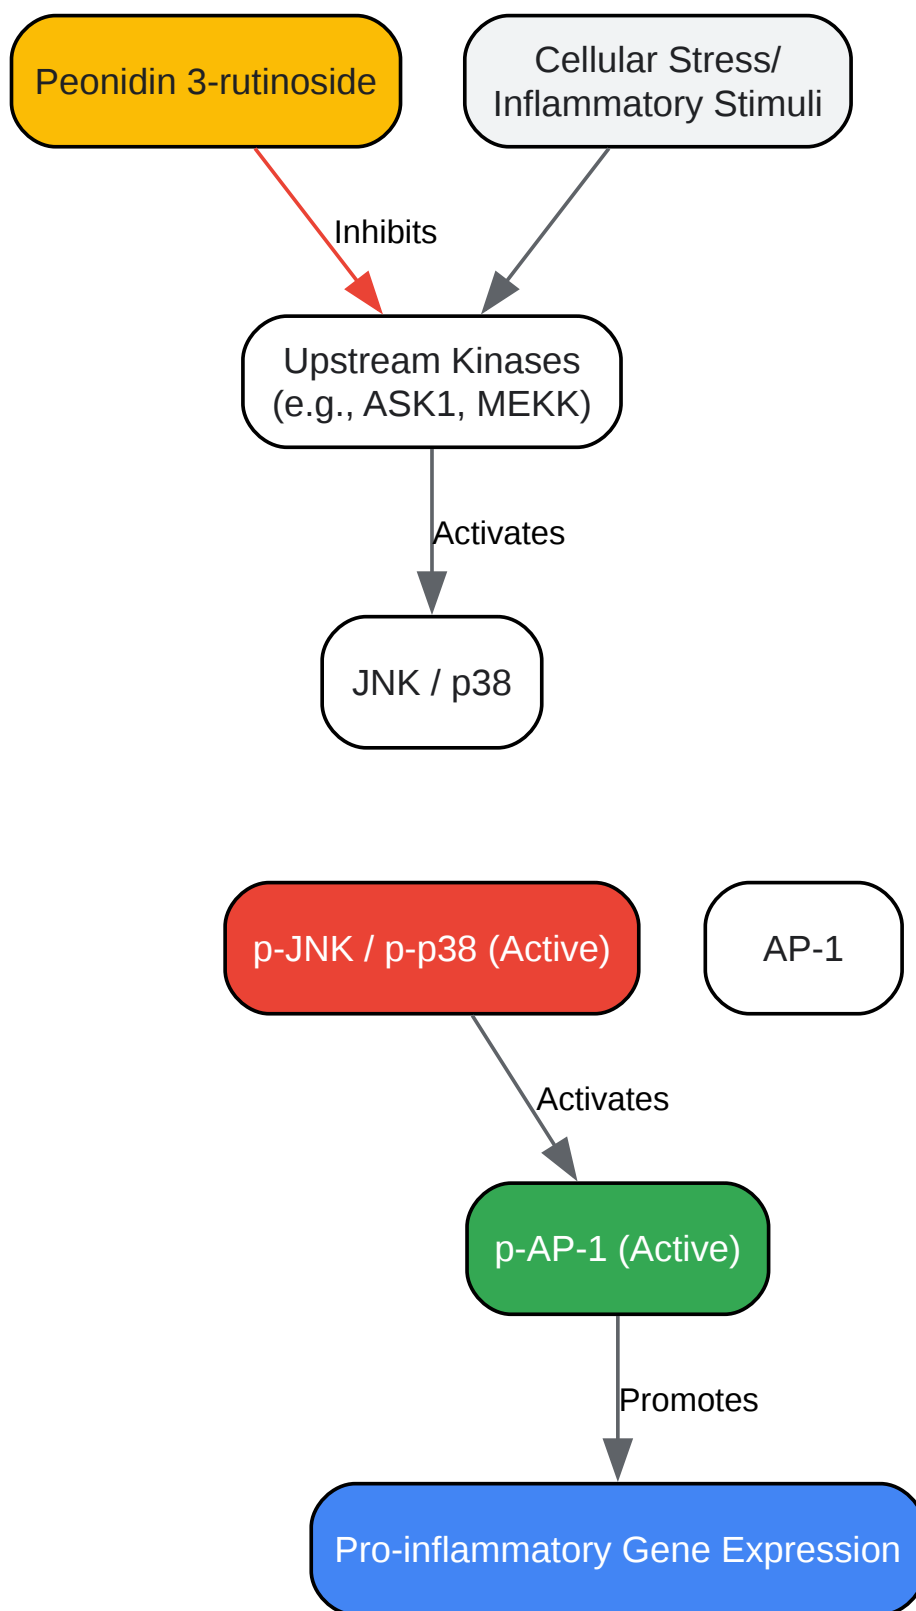 Peonidin 3-rutinoside
Cellular Stress/
Inflammatory Stimuli
Inhibits
Upstream Kinases
(e.g., ASK1, MEKK)
Activates
JNK / p38
p-JNK / p-p38 (Active)
AP-1
Activates
p-AP-1 (Active)
Promotes
Pro-inflammatory Gene Expression